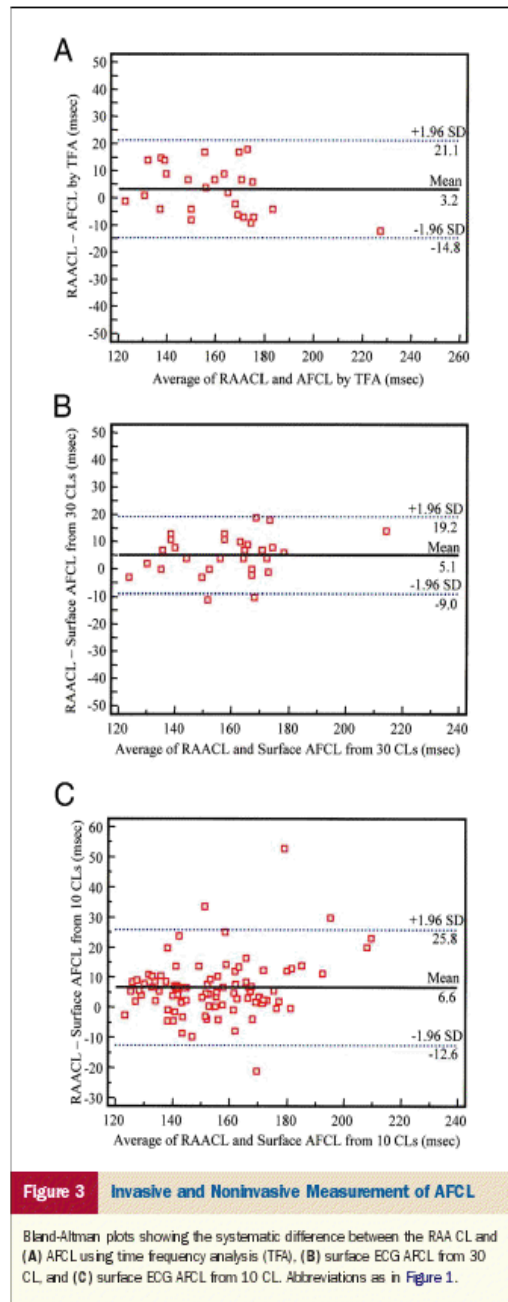 A
RAACL – AFCL by TFA (msec)
50
40
30
20
10
0
-10
-20
-30
-40
-50
+1.96 SD
21.1
Mean
3.2
-1.96 SD
-14.8
120 140 160 180 200 220 240 260
Average of RAACL and AFCL by TFA (msec)
B
RAACL – Surface AFCL from 30 CLs (msec)
50
40
30
20
10
0
-10
-20
-30
-40
-50
+1.96 SD
19.2
Mean
5.1
-1.96 SD
-9.0
120 140 160 180 200 220 240
Average of RAACL and Surface AFCL from 30 CLs (msec)
C
RAACL – Surface AFCL from 10 CLs (msec)
60
50
40
30
20
10
0
-10
-20
-30
+1.96 SD
25.8
Mean
6.6
-1.96 SD
-12.6
120 140 160 180 200 220 240
Average of RAACL and Surface AFCL from 10 CLs (msec)
Figure 3 Invasive and Noninvasive Measurement of AFCL
Bland-Altman plots showing the systematic difference between the RAA CL and
(A) AFCL using time frequency analysis (TFA), (B) surface ECG AFCL from 30
CL, and (C) surface ECG AFCL from 10 CL. Abbreviations as in Figure 1.